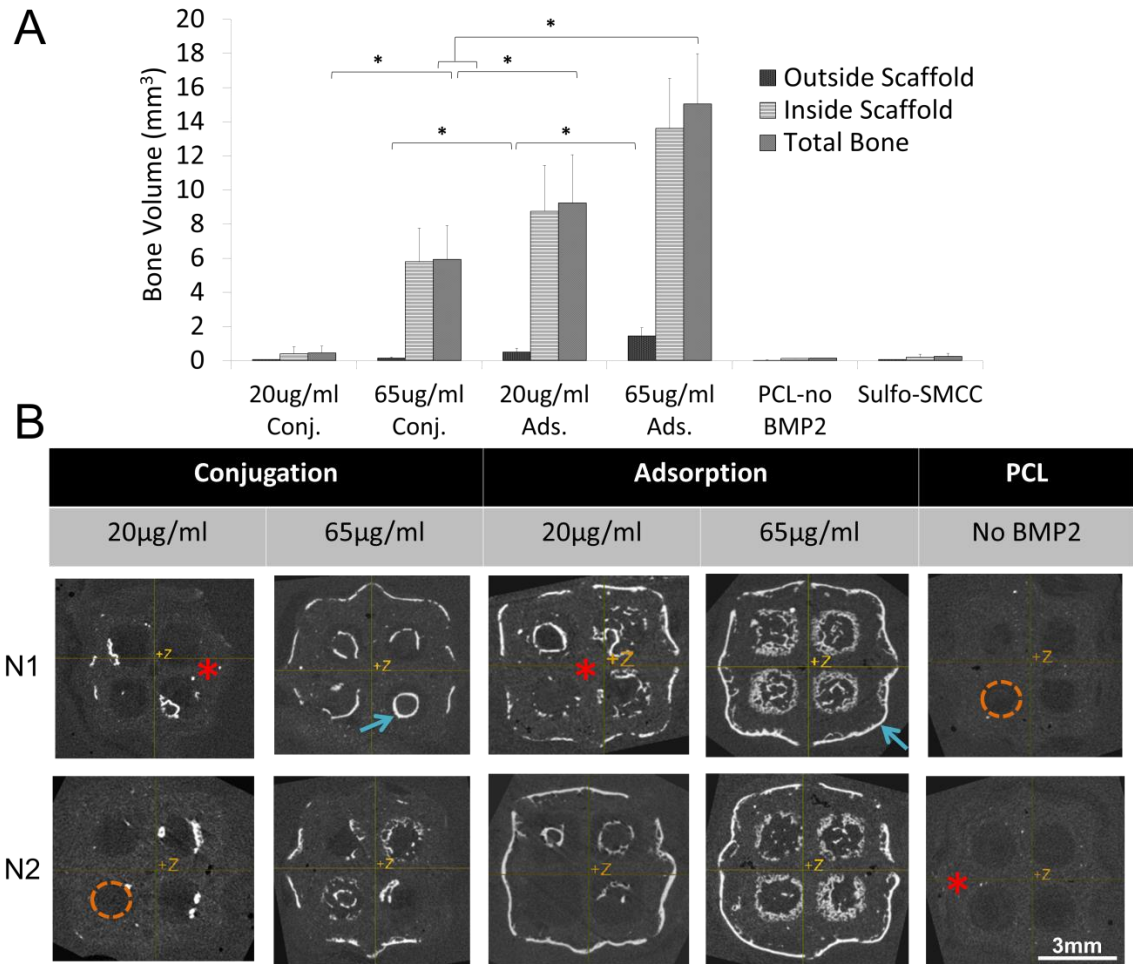 A
20
18
16
14
12
10
8
6
4
2
0
Bone Volume (mm³)
* 
* *
* *
Outside Scaffold
Inside Scaffold
Total Bone
20ug/ml 65ug/ml 20ug/ml 65ug/ml PCL-no Sulfo-SMCC
Conj. Conj. Ads. Ads. BMP2
B
Conjugation Adsorption PCL
20µg/ml 65µg/ml 20µg/ml 65µg/ml No BMP2
N1
+Z +Z +Z +Z +Z
* *
N2
+Z +Z +Z +Z +Z
*
3mm